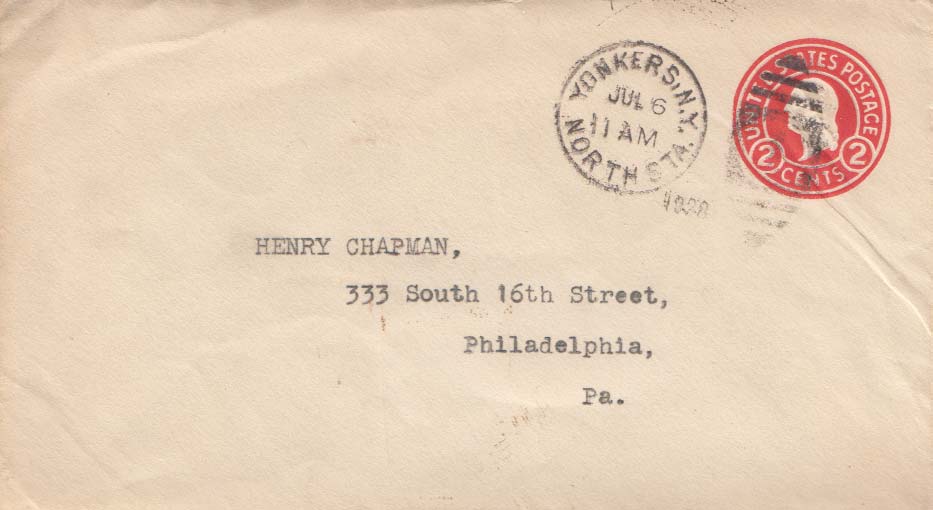 YONKERS, N.Y.
JUL 6
11 AM
NORTH STA.
1928
UNITED STATES POSTAGE
2 CENTS 2
HENRY CHAPMAN,
333 South 16th Street,
Philadelphia,
Pa.